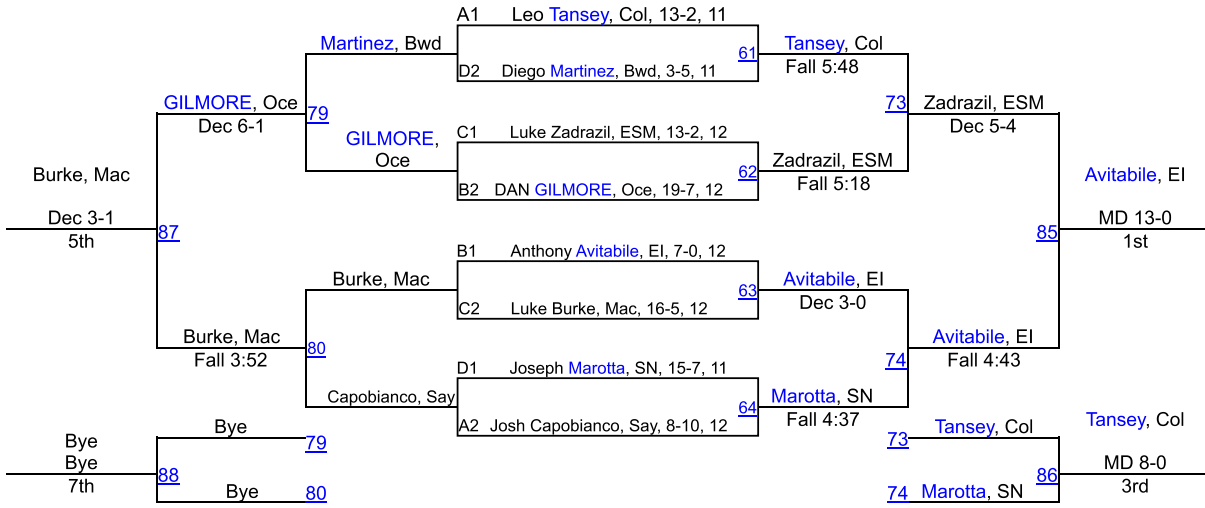 A1 Leo Tansey, Col, 13-2, 11
Martinez, Bwd
61
Tansey, Col
Fall 5:48
D2 Diego Martinez, Bwd, 3-5, 11
GILMORE, Oce
Dec 6-1
79
73
Zadrazil, ESM
Dec 5-4
C1 Luke Zadrazil, ESM, 13-2, 12
GILMORE,
Oce
62
Zadrazil, ESM
Fall 5:18
B2 DAN GILMORE, Oce, 19-7, 12
Burke, Mac
Dec 3-1
5th
87
85
Avitabile, EI
MD 13-0
1st
B1 Anthony Avitabile, EI, 7-0, 12
Burke, Mac
63
Avitabile, EI
Dec 3-0
C2 Luke Burke, Mac, 16-5, 12
Burke, Mac
Fall 3:52
80
74
Avitabile, EI
Fall 4:43
D1 Joseph Marotta, SN, 15-7, 11
Capobianco, Say
64
Marotta, SN
Fall 4:37
A2 Josh Capobianco, Say, 8-10, 12
Bye
Bye
7th
88
Bye
79
Bye
80
73
Tansey, Col
74
Marotta, SN
86
Tansey, Col
MD 8-0
3rd